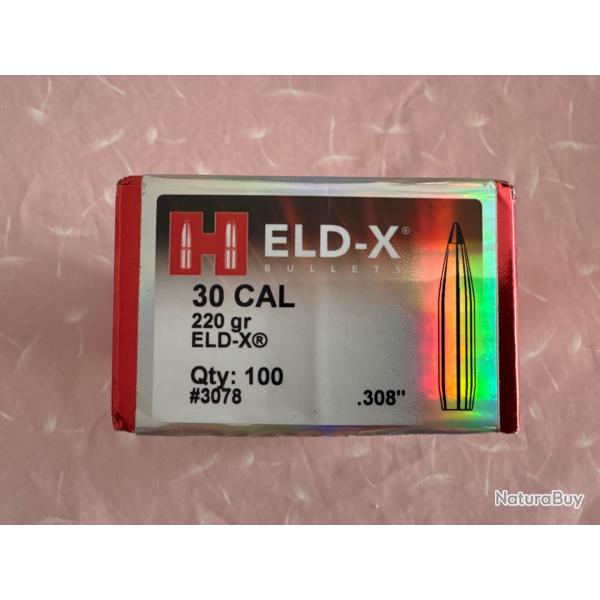 H ELD-X®
BULLETS
30 CAL
220 gr
ELD-X®
Qty: 100
#3078 .308"
NaturaBuy